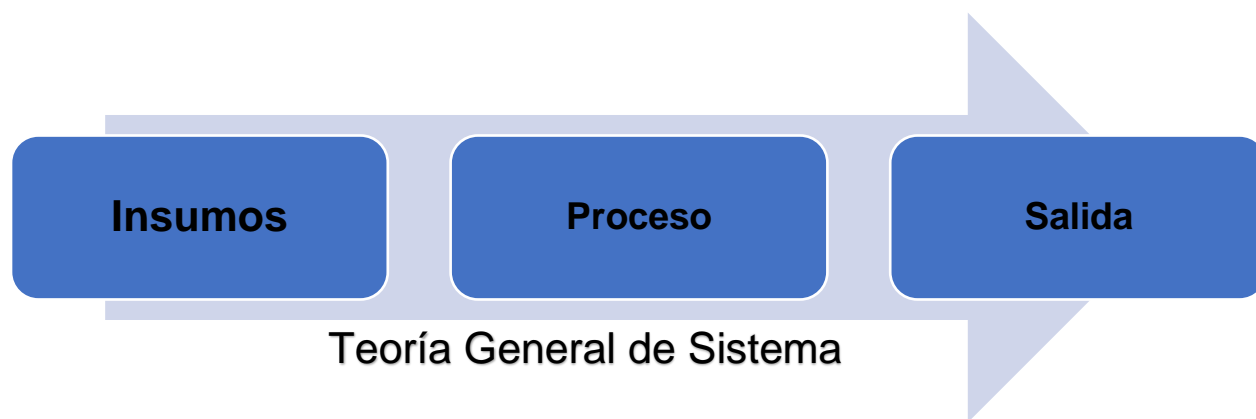 Insumos
Proceso
Salida
Teoría General de Sistema